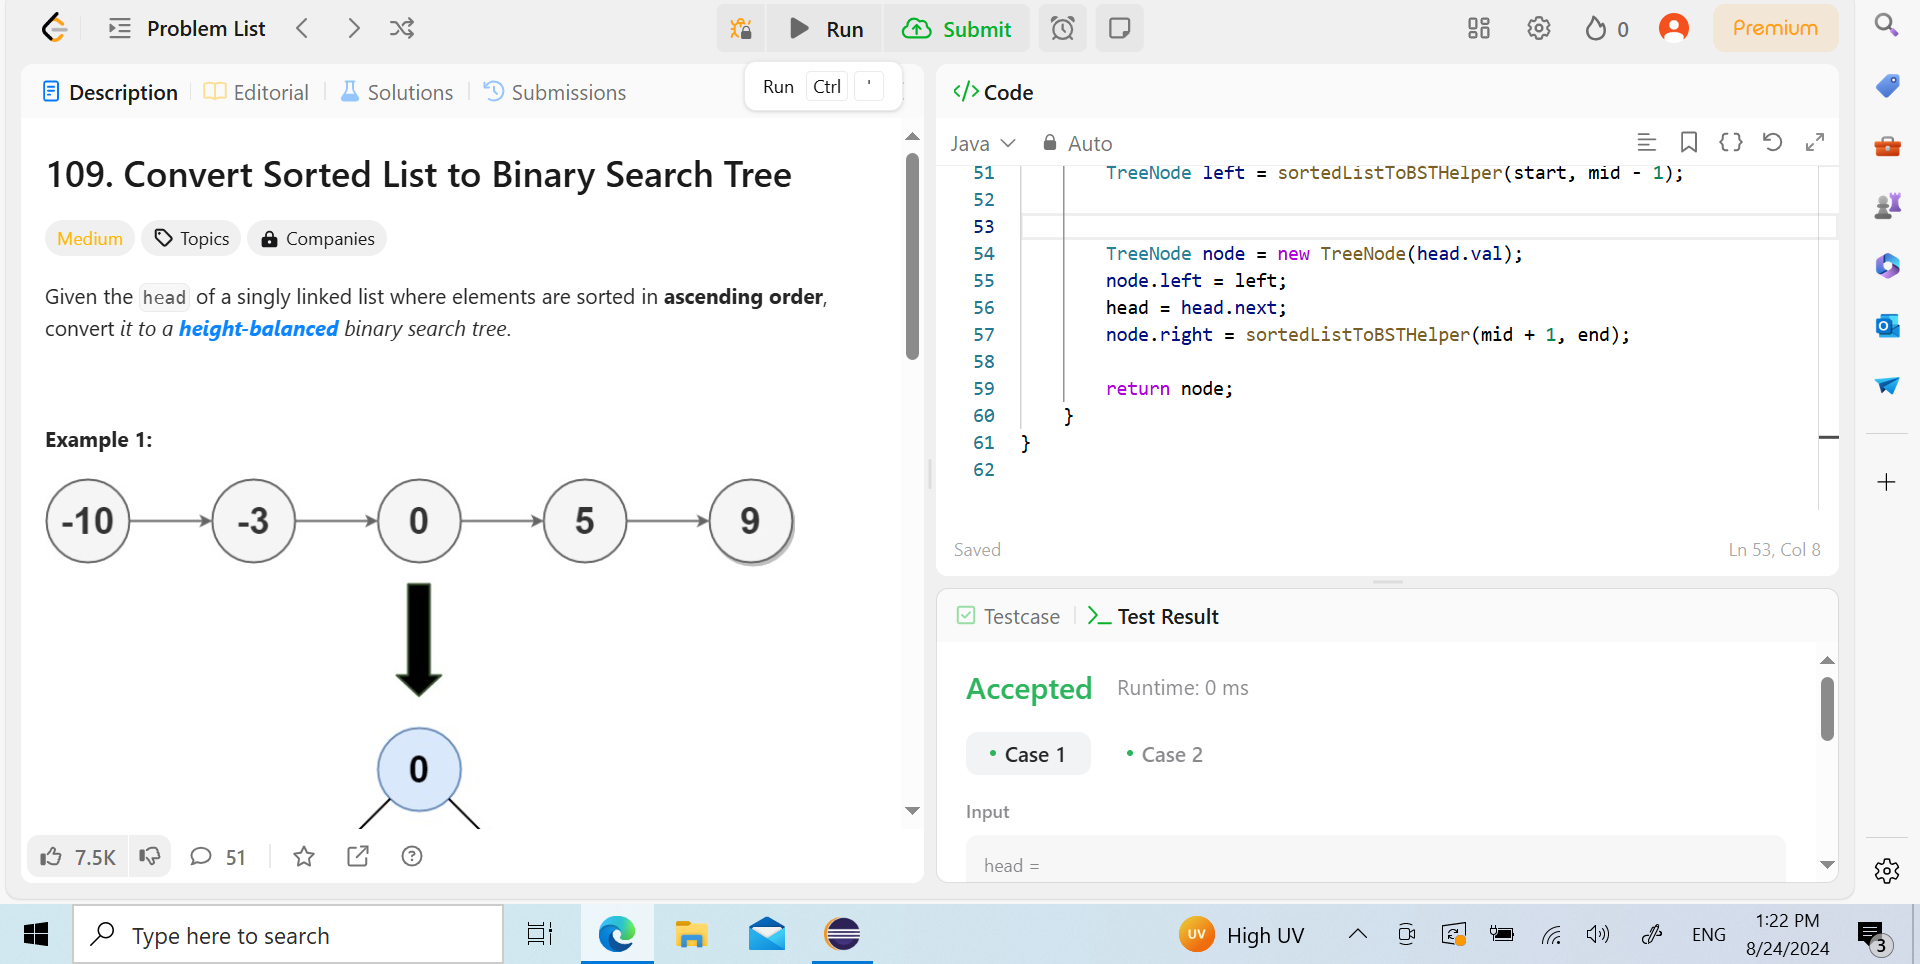 Problem List
Run
Submit
0
Premium
Description
Editorial
Solutions
Submissions
Run Ctrl '
109. Convert Sorted List to Binary Search Tree
Medium
Topics
Companies
Given the head of a singly linked list where elements are sorted in ascending order,
convert it to a height-balanced binary search tree.
Example 1:
-10 -3 0 5 9
0
7.5K
51
</> Code
Java
Auto
51 TreeNode left = sortedListToBSTHelper(start, mid - 1);
52
53
54 TreeNode node = new TreeNode(head.val);
55 node.left = left;
56 head = head.next;
57 node.right = sortedListToBSTHelper(mid + 1, end);
58
59 return node;
60 }
61 }
62
Saved
Ln 53, Col 8
Testcase
Test Result
Accepted
Runtime: 0 ms
Case 1
Case 2
Input
head =
Type here to search
UV
High UV
ENG
1:22 PM
8/24/2024
3